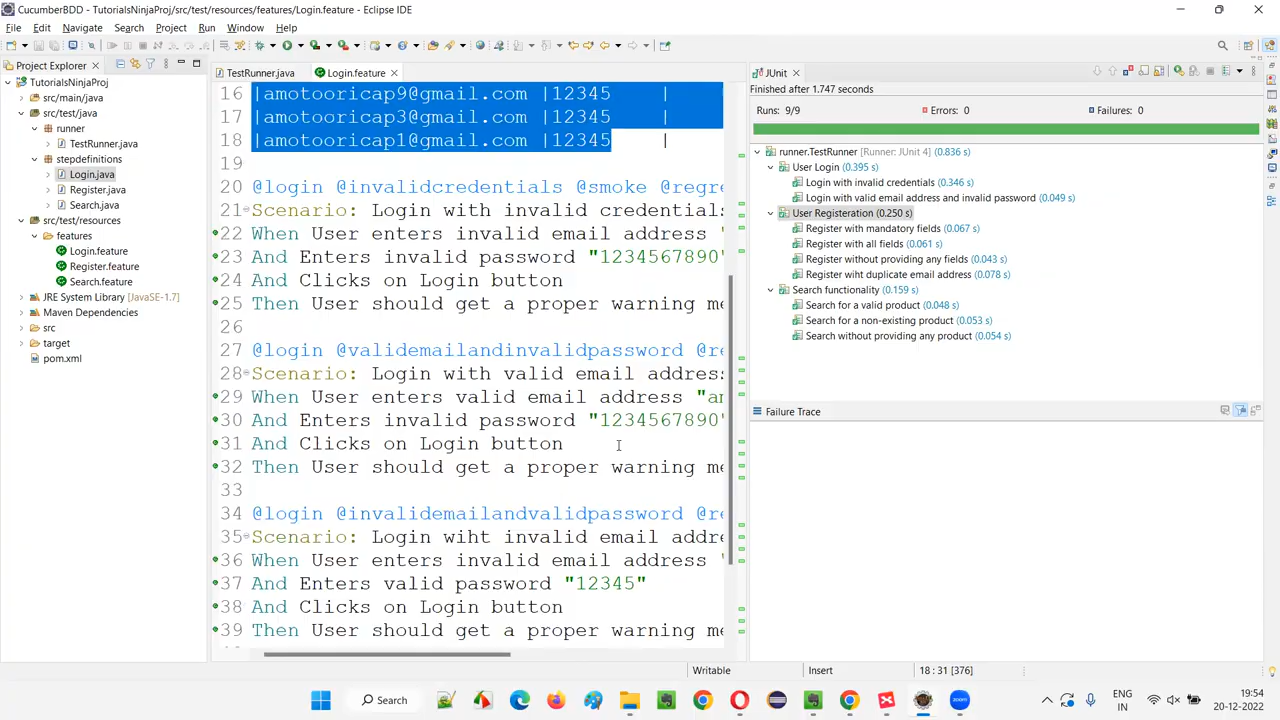 CucumberBDD - TutorialsNinjaProj/src/test/resources/features/Login.feature - Eclipse IDE
File Edit Navigate Search Project Run Window Help
Project Explorer
TutorialsNinjaProj
src/main/java
src/test/java
runner
TestRunner.java
stepdefinitions
Login.java
Register.java
Search.java
src/test/resources
features
Login.feature
Register.feature
Search.feature
JRE System Library [JavaSE-1.7]
Maven Dependencies
src
target
pom.xml
TestRunner.java Login.feature
16 |amotooricap9@gmail.com |12345 |
17 |amotooricap3@gmail.com |12345 |
18 |amotooricap1@gmail.com |12345 |
19
20 @login @invalidcredentials @smoke @regre
21 Scenario: Login with invalid credentials
22 When User enters invalid email address "
23 And Enters invalid password "1234567890"
24 And Clicks on Login button
25 Then User should get a proper warning me
26
27 @login @validemailandinvalidpassword @re
28 Scenario: Login with valid email address
29 When User enters valid email address "am
30 And Enters invalid password "1234567890"
31 And Clicks on Login button
32 Then User should get a proper warning me
33
34 @login @invalidemailandvalidpassword @re
35 Scenario: Login wiht invalid email addre
36 When User enters invalid email address "
37 And Enters valid password "12345"
38 And Clicks on Login button
39 Then User should get a proper warning me
JUnit
Finished after 1.747 seconds
Runs: 9/9 Errors: 0 Failures: 0
runner.TestRunner [Runner: JUnit 4] (0.836 s)
User Login (0.395 s)
Login with invalid credentials (0.346 s)
Login with valid email address and invalid password (0.049 s)
User Registeration (0.250 s)
Register with mandatory fields (0.067 s)
Register with all fields (0.061 s)
Register without providing any fields (0.043 s)
Register wiht duplicate email address (0.078 s)
Search functionality (0.159 s)
Search for a valid product (0.048 s)
Search for a non-existing product (0.053 s)
Search without providing any product (0.054 s)
Failure Trace
Writable Insert 18 : 31 [376]
Search
ENG
IN
19:54
20-12-2022